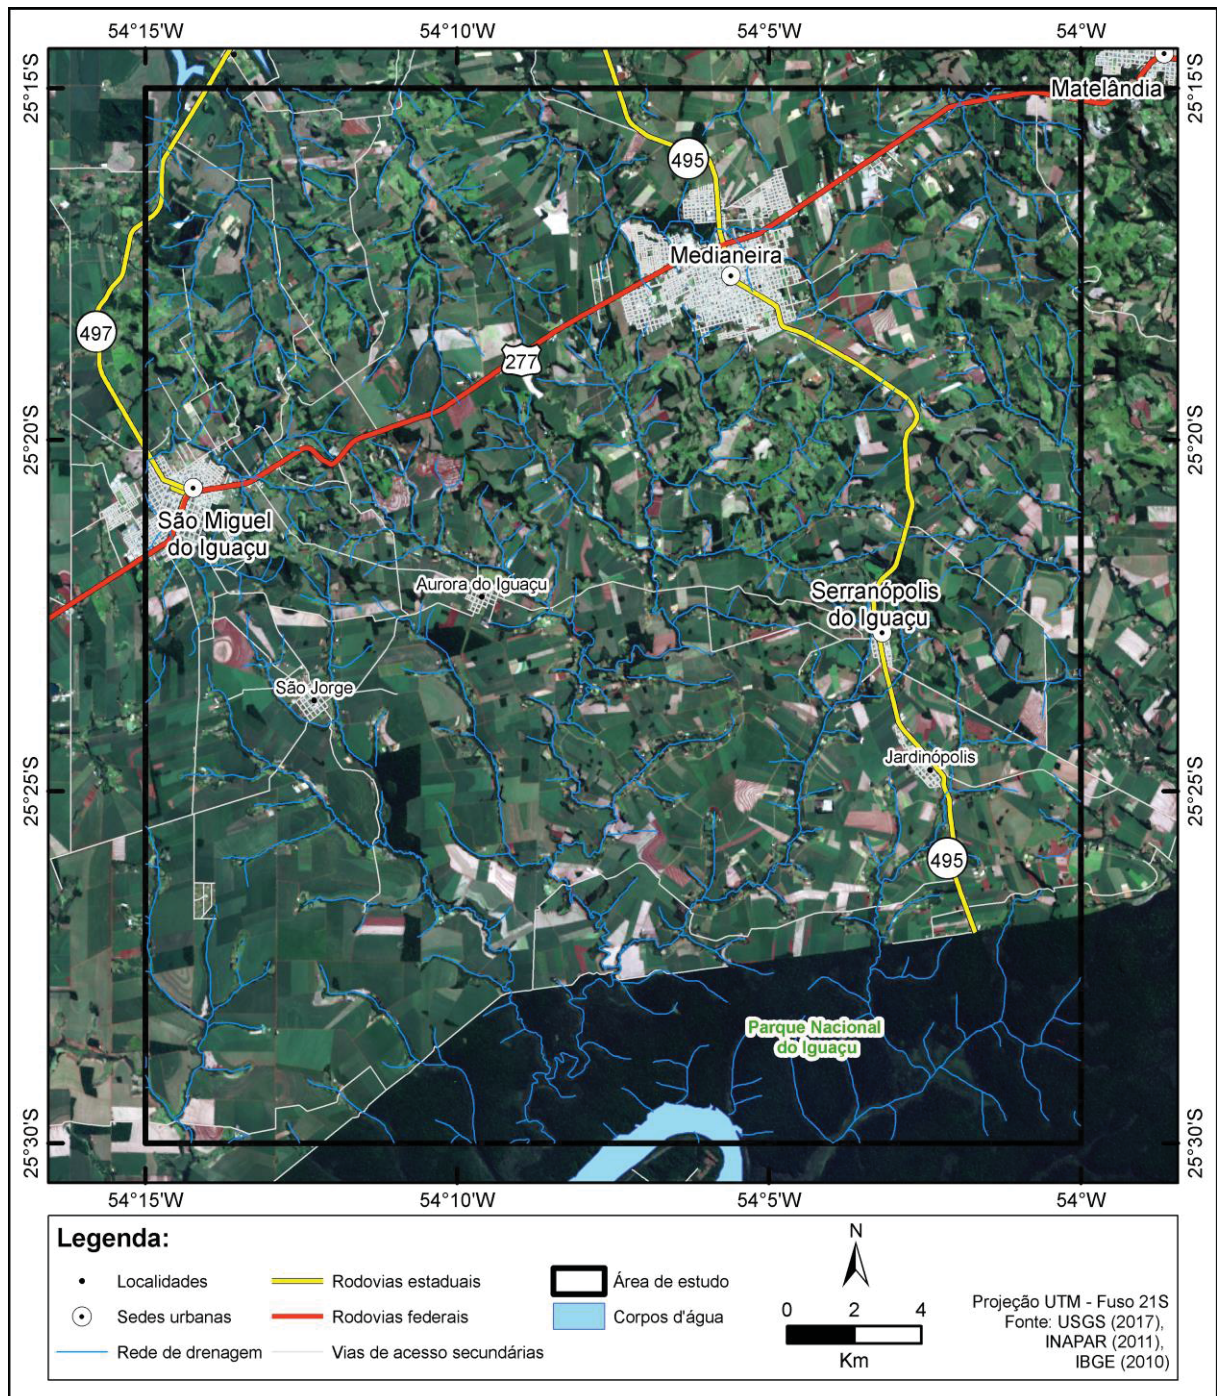 54°15'W 54°10'W 54°5'W 54°0'W
25°15'S
25°15'S
Matelândia
495
Medianeira
497
277
25°20'S
25°20'S
São Miguel
do Iguaçu
Aurora do Iguaçu
Serranópolis
do Iguaçu
São Jorge
Jardinópolis
25°25'S
25°25'S
495
Parque Nacional
do Iguaçu
25°30'S
25°30'S
54°15'W 54°10'W 54°5'W 54°0'W
Legenda:
Localidades
Sedes urbanas
Rede de drenagem
Rodovias estaduais
Rodovias federais
Vias de acesso secundárias
Área de estudo
Corpos d'água
N
0 2 4
Km
Projeção UTM - Fuso 21S
Fonte: USGS (2017),
INAPAR (2011),
IBGE (2010)